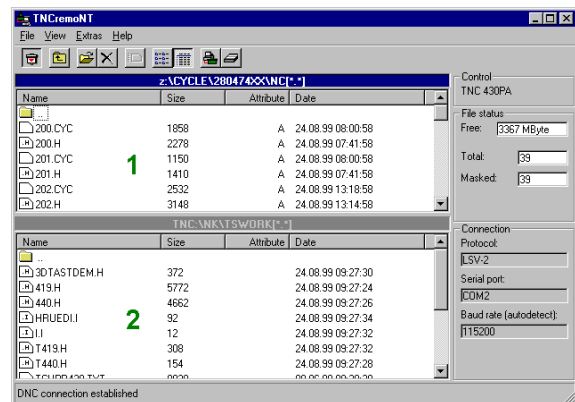 TNCremoNT
File View Extras Help
z:\CYCLE\280474XX\NC[*.*]
Name Size Attribute Date
..
200.CYC 1858 A 24.08.99 08:00:58
200.H 2278 A 24.08.99 07:41:58
201.CYC 1150 A 24.08.99 08:00:58
201.H 1410 A 24.08.99 07:41:58
202.CYC 2532 A 24.08.99 13:18:58
202.H 3148 A 24.08.99 13:14:58
1
TNC:\NK\TSWORK[*.*]
Name Size Attribute Date
..
3DTASTDEM.H 372 24.08.99 09:27:30
419.H 5772 24.08.99 09:27:24
440.H 4662 24.08.99 09:27:26
HRUEDI.I 92 24.08.99 09:27:34
I.I 12 24.08.99 09:27:32
T419.H 308 24.08.99 09:27:32
T440.H 154 24.08.99 09:27:28
2
Control
TNC 430PA
File status
Free: 3367 MByte
Total: 39
Masked: 39
Connection
Protocol:
LSV-2
Serial port:
COM2
Baud rate (autodetect):
115200
DNC connection established